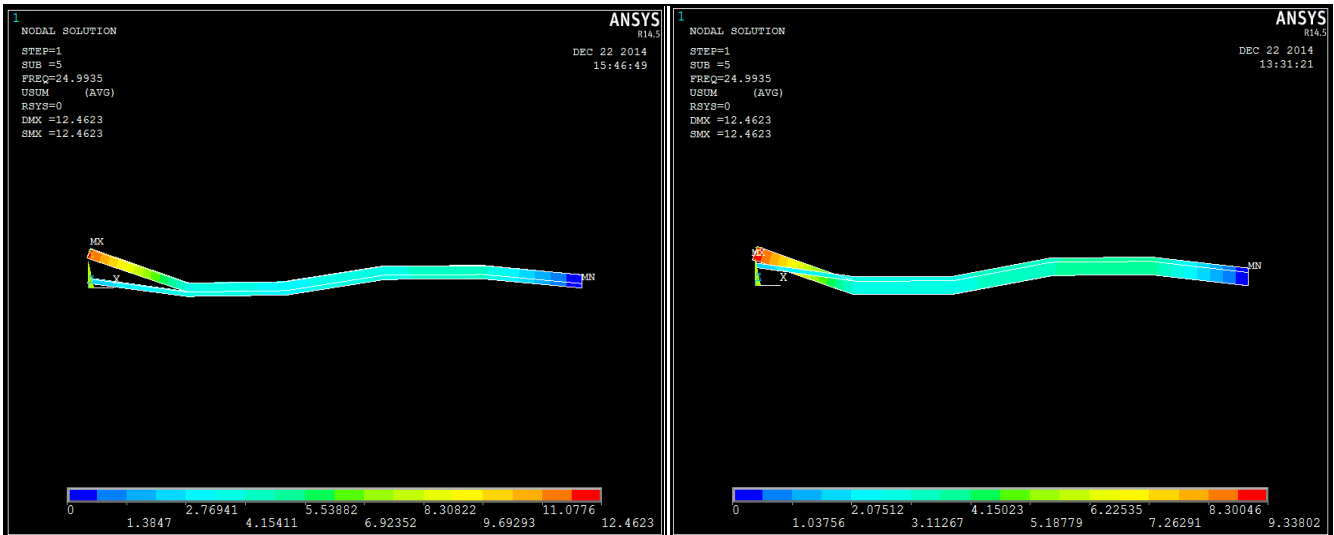 1
ANSYS
R14.5
NODAL SOLUTION
STEP=1
SUB =5
FREQ=24.9935
USUM (AVG)
RSYS=0
DMX =12.4623
SMX =12.4623
DEC 22 2014
15:46:49
MX
X
MN
0 2.76941 5.53882 8.30822 11.0776
1.3847 4.15411 6.92352 9.69293 12.4623
1
ANSYS
R14.5
NODAL SOLUTION
STEP=1
SUB =5
FREQ=24.9935
USUM (AVG)
RSYS=0
DMX =12.4623
SMX =12.4623
DEC 22 2014
13:31:21
MX
X
MN
0 2.07512 4.15023 6.22535 8.30046
1.03756 3.11267 5.18779 7.26291 9.33802